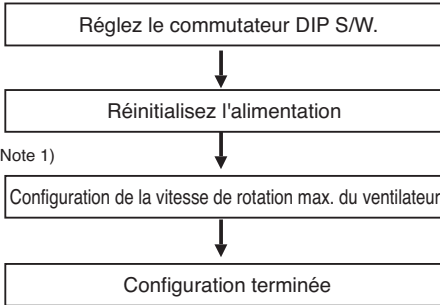 Réglez le commutateur DIP S/W.
Réinitialisez l'alimentation
Note 1)
Configuration de la vitesse de rotation max. du ventilateur
Configuration terminée